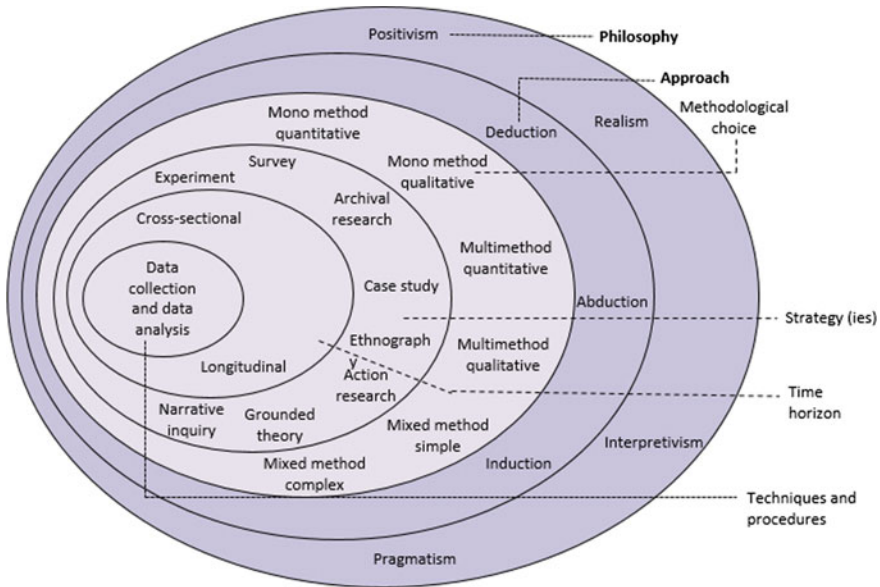 Positivism
Philosophy
Approach
Methodological
choice
Realism
Deduction
Mono method
quantitative
Mono method
qualitative
Survey
Experiment
Archival
research
Cross-sectional
Multimethod
quantitative
Data
collection
and data
analysis
Case study
Abduction
Strategy (ies)
Ethnograph
y
Multimethod
qualitative
Longitudinal
Action
research
Time
horizon
Narrative
inquiry
Grounded
theory
Mixed method
simple
Interpretivism
Mixed method
complex
Induction
Techniques and
procedures
Pragmatism